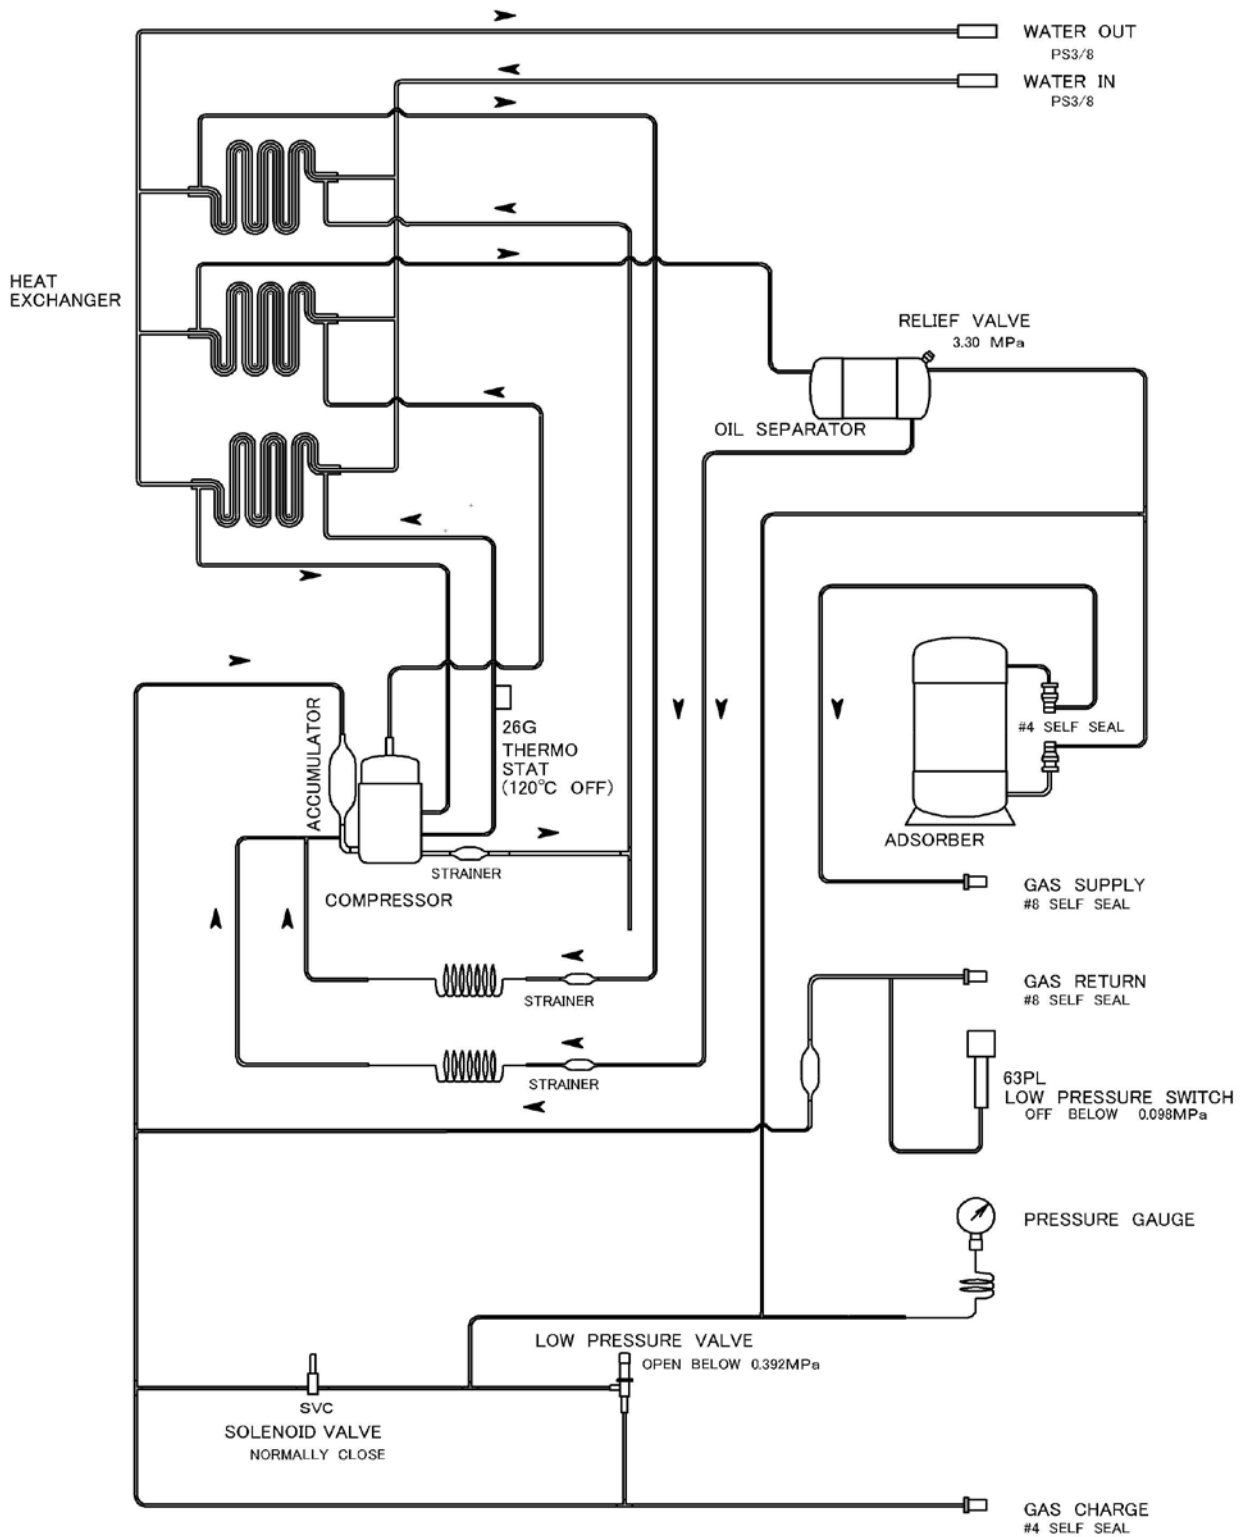 WATER OUT
PS3/8
WATER IN
PS3/8
HEAT
EXCHANGER
RELIEF VALVE
3.30 MPa
OIL SEPARATOR
ACCUMULATOR
26G
THERMO
STAT
(120℃ OFF)
#4 SELF SEAL
ADSORBER
STRAINER
COMPRESSOR
GAS SUPPLY
#8 SELF SEAL
STRAINER
GAS RETURN
#8 SELF SEAL
STRAINER
63PL
LOW PRESSURE SWITCH
OFF BELOW 0.098MPa
PRESSURE GAUGE
LOW PRESSURE VALVE
OPEN BELOW 0.392MPa
SVC
SOLENOID VALVE
NORMALLY CLOSE
GAS CHARGE
#4 SELF SEAL